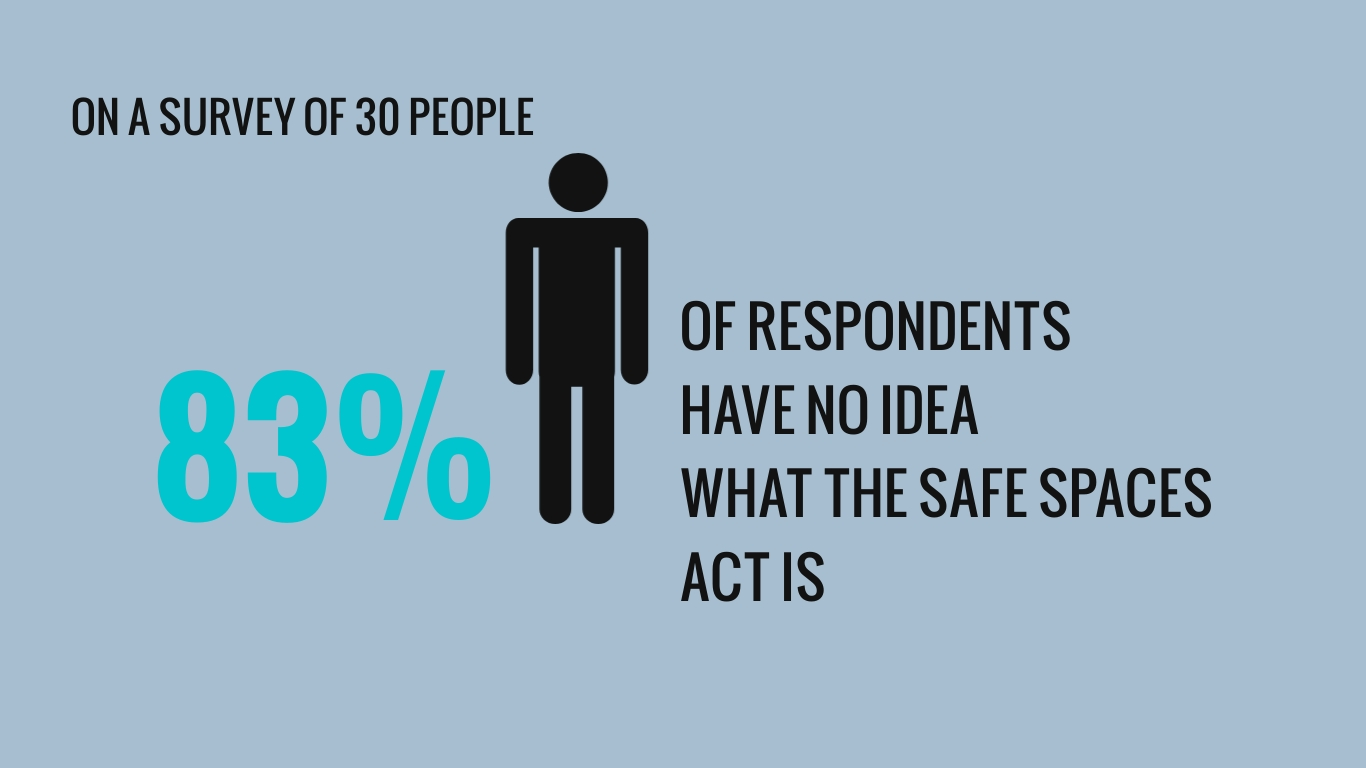 ON A SURVEY OF 30 PEOPLE
83%
OF RESPONDENTS
HAVE NO IDEA
WHAT THE SAFE SPACES
ACT IS